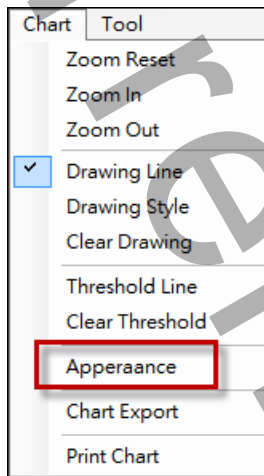 Chart Tool
Zoom Reset
Zoom In
Zoom Out
Drawing Line
Drawing Style
Clear Drawing
Threshold Line
Clear Threshold
Apperaance
Chart Export
Print Chart